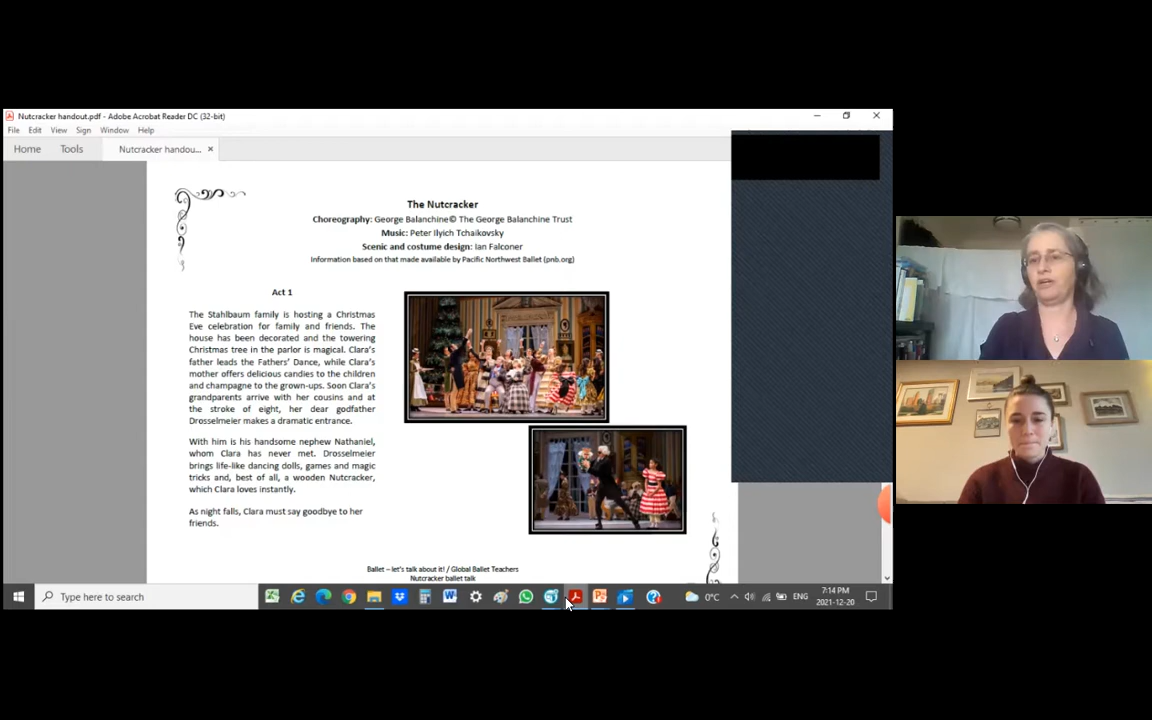 Nutcracker handout.pdf - Adobe Acrobat Reader DC (32-bit)
File Edit View Sign Window Help
Home Tools Nutcracker handou... ×
The Nutcracker
Choreography: George Balanchine© The George Balanchine Trust
Music: Peter Ilyich Tchaikovsky
Scenic and costume design: Ian Falconer
Information based on that made available by Pacific Northwest Ballet (pnb.org)
Act 1
The Stahlbaum family is hosting a Christmas
Eve celebration for family and friends. The
house has been decorated and the towering
Christmas tree in the parlor is magical. Clara's
father leads the Fathers' Dance, while Clara's
mother offers delicious candies to the children
and champagne to the grown-ups. Soon Clara's
grandparents arrive with her cousins and at
the stroke of eight, her dear godfather
Drosselmeier makes a dramatic entrance.
With him is his handsome nephew Nathaniel,
whom Clara has never met. Drosselmeier
brings life-like dancing dolls, games and magic
tricks and, best of all, a wooden Nutcracker,
which Clara loves instantly.
As night falls, Clara must say goodbye to her
friends.
Ballet – let's talk about it! / Global Ballet Teachers
Nutcracker ballet talk
Type here to search
0°C
ENG
7:14 PM
2021-12-20